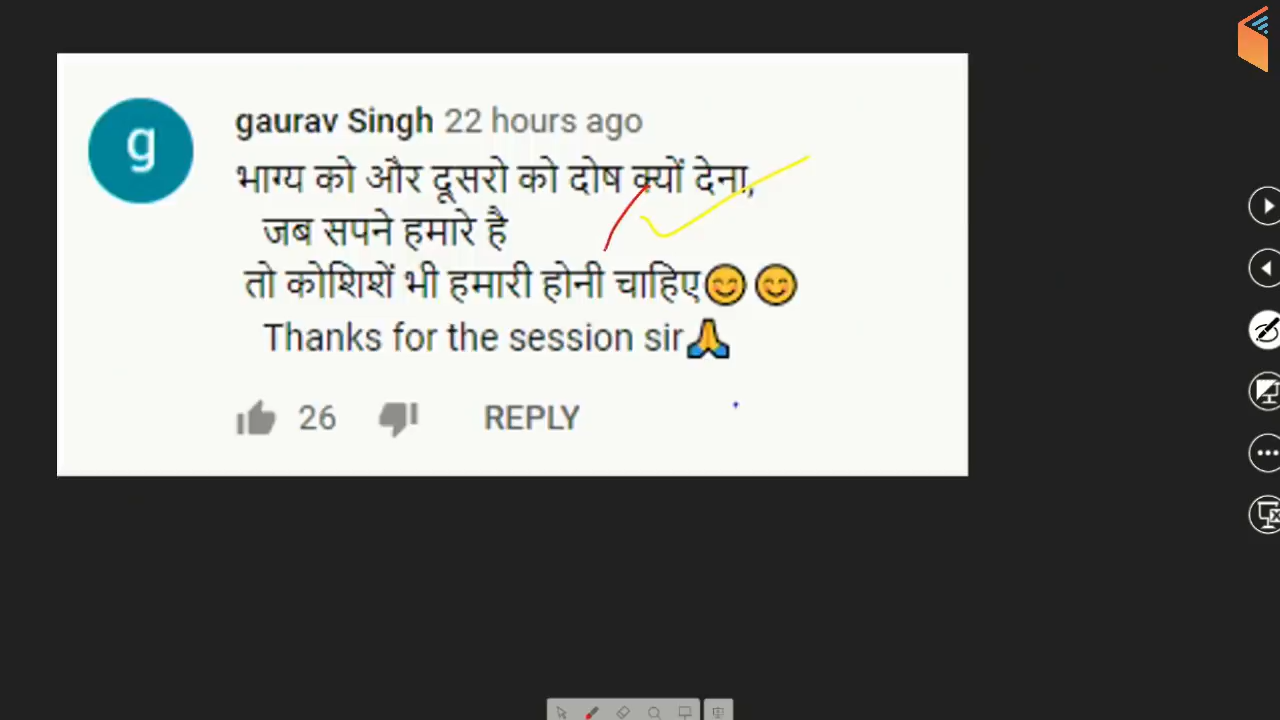 g
gaurav Singh 22 hours ago
भाग्य को और दूसरो को दोष क्यों देना,
जब सपने हमारे है
तो कोशिशें भी हमारी होनी चाहिए😊😊
Thanks for the session sir🙏
26 REPLY